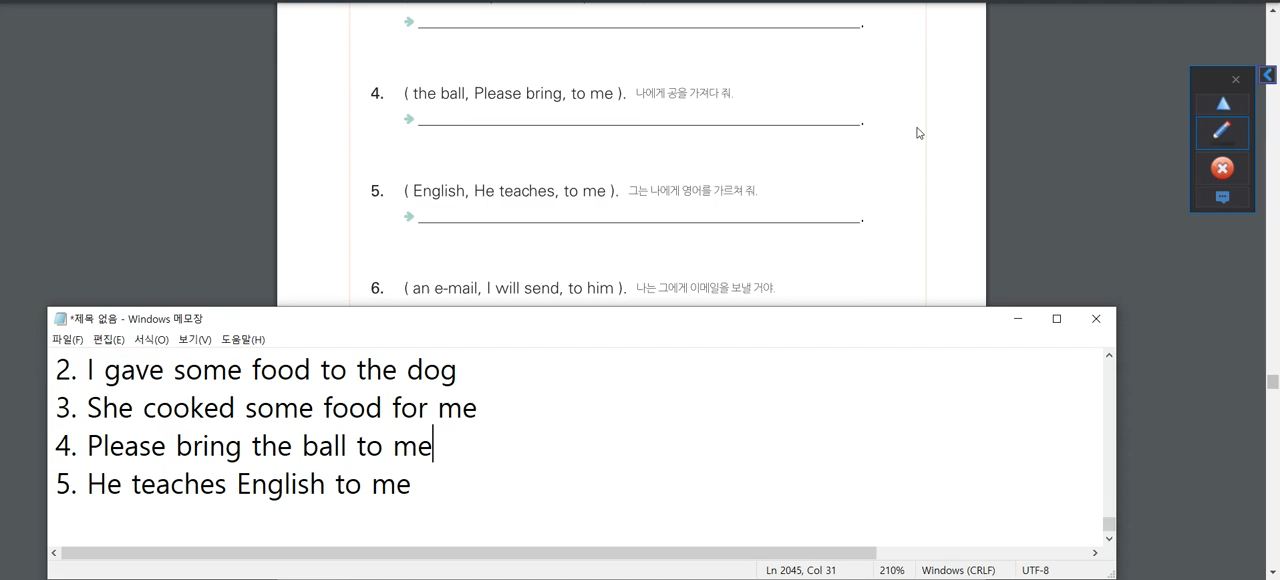 4. ( the ball, Please bring, to me ). 나에게 공을 가져다 줘.
.
5. ( English, He teaches, to me ). 그는 나에게 영어를 가르쳐 줘.
.
6. ( an e-mail, I will send, to him ). 나는 그에게 이메일을 보낼 거야.
*제목 없음 - Windows 메모장
파일(F) 편집(E) 서식(O) 보기(V) 도움말(H)
2. I gave some food to the dog
3. She cooked some food for me
4. Please bring the ball to me
5. He teaches English to me
Ln 2045, Col 31 210% Windows (CRLF) UTF-8